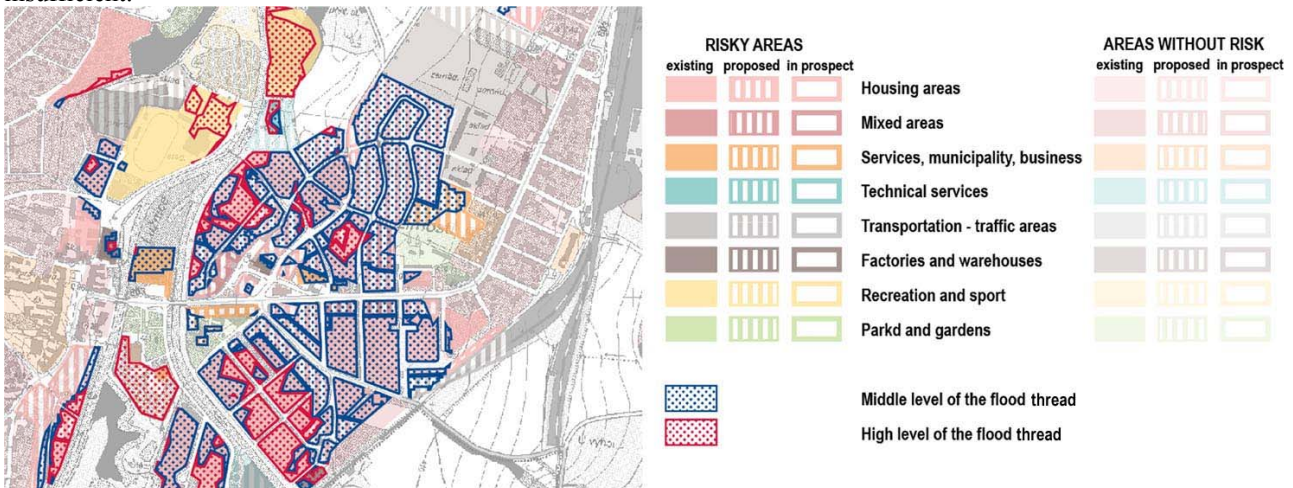 insufficient.
RISKY AREAS
AREAS WITHOUT RISK
existing proposed in prospect
existing proposed in prospect
Housing areas
Mixed areas
Services, municipality, business
Technical services
Transportation - traffic areas
Factories and warehouses
Recreation and sport
Parkd and gardens
Middle level of the flood thread
High level of the flood thread